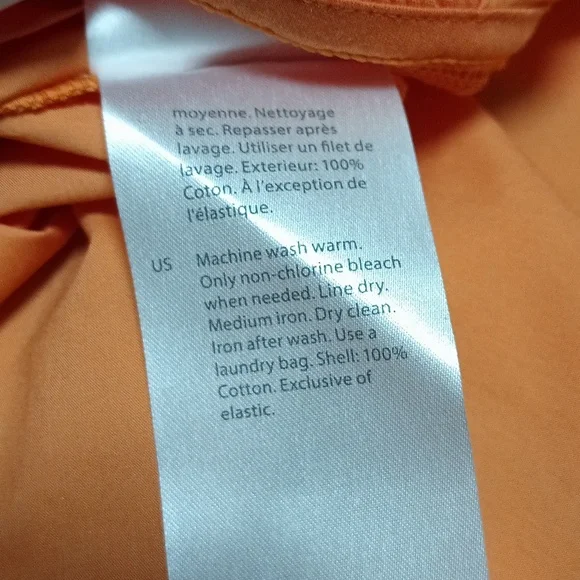 moyenne. Nettoyage
à sec. Repasser après
lavage. Utiliser un filet de
lavage. Exterieur: 100%
Coton. À l'exception de
l'élastique.
US Machine wash warm.
Only non-chlorine bleach
when needed. Line dry.
Medium iron. Dry clean.
Iron after wash. Use a
laundry bag. Shell: 100%
Cotton. Exclusive of
elastic.